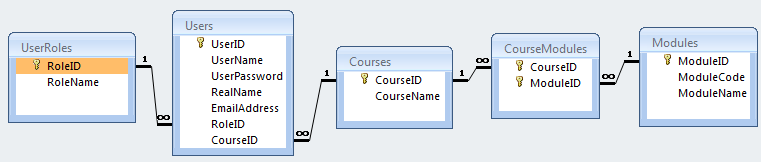 UserRoles
RoleID
RoleName
1
∞
Users
UserID
UserName
UserPassword
RealName
EmailAddress
RoleID
CourseID
∞
1
Courses
CourseID
CourseName
1
∞
CourseModules
CourseID
ModuleID
∞
1
Modules
ModuleID
ModuleCode
ModuleName